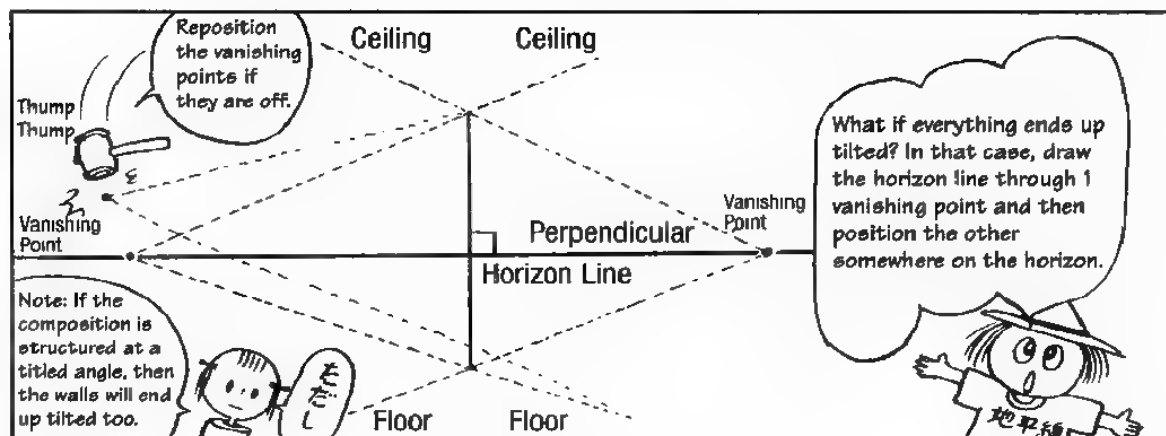 Reposition
the vanishing
points if
they are off.
Thump
Thump
Ceiling
Ceiling
What if everything ends up
tilted? In that case, draw
the horizon line through 1
vanishing point and then
position the other
somewhere on the horizon.
Vanishing
Point
Vanishing
Point
Perpendicular
Horizon Line
Note: If the
composition is
structured at a
titled angle, then
the walls will end
up tilted too.
ただし
Floor
Floor
地平線